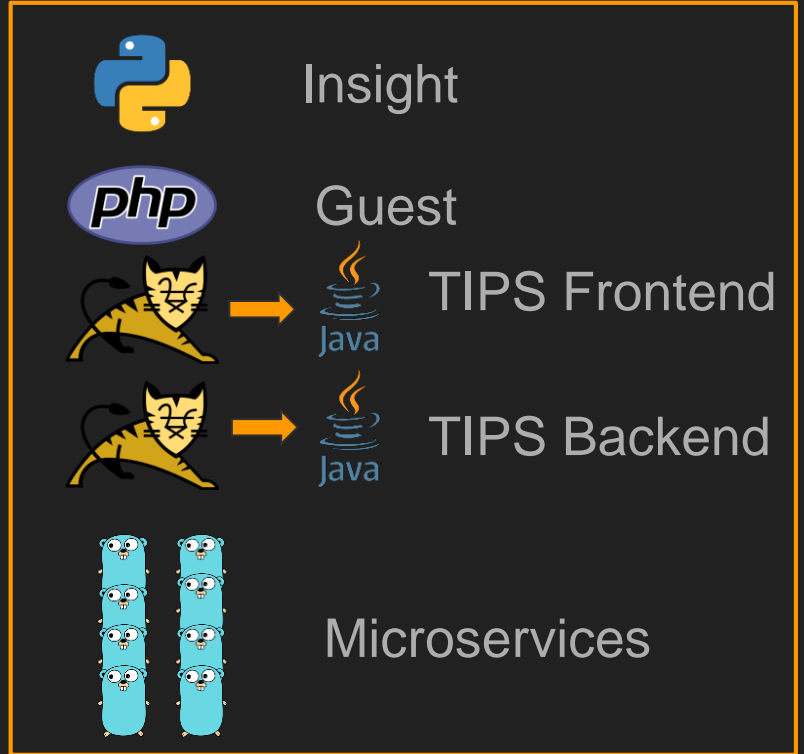 Insight
php
Guest
TIPS Frontend
Java
TIPS Backend
Java
Microservices